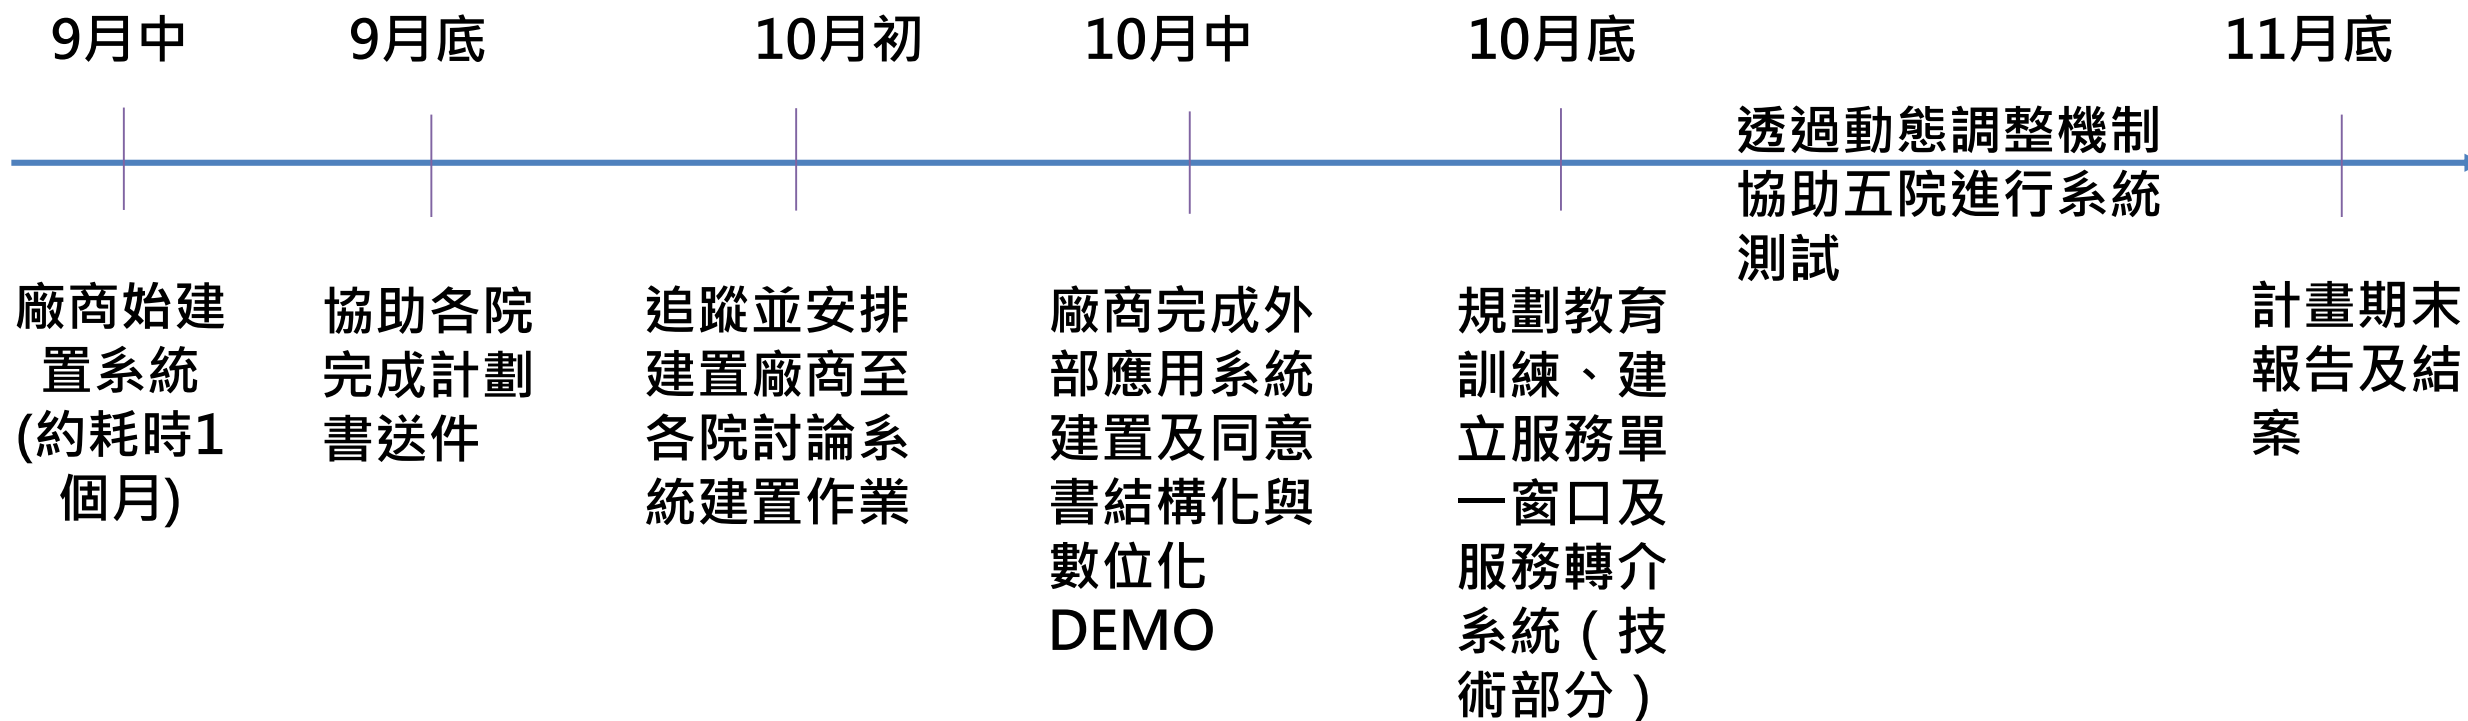 9月中
9月底
10月初
10月中
10月底
11月底
透過動態調整機制
協助五院進行系統
測試
廠商始建
置系統
(約耗時1
個月)
協助各院
完成計劃
書送件
追蹤並安排
建置廠商至
各院討論系
統建置作業
廠商完成外
部應用系統
建置及同意
書結構化與
數位化
DEMO
規劃教育
訓練、建
立服務單
一窗口及
服務轉介
系統（技
術部分）
計畫期末
報告及結
案